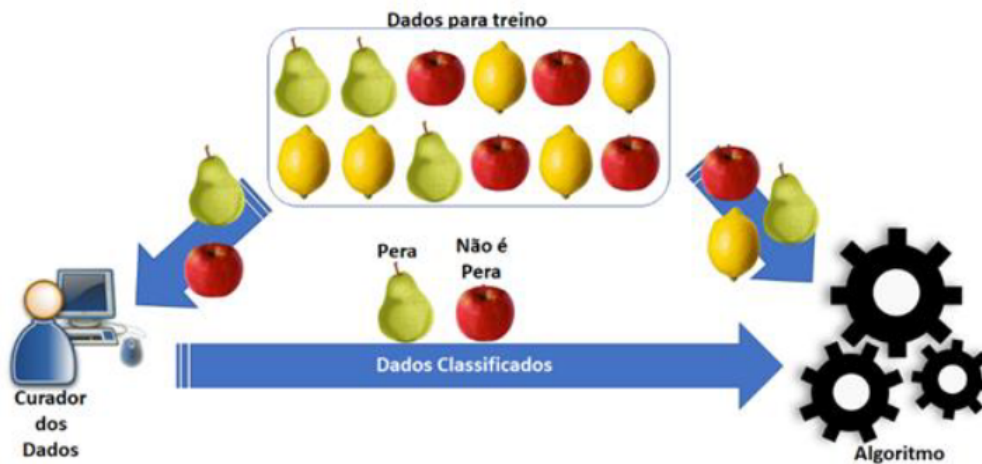 Dados para treino
Pera
Não é
Pera
Dados Classificados
Curador
dos
Dados
Algoritmo